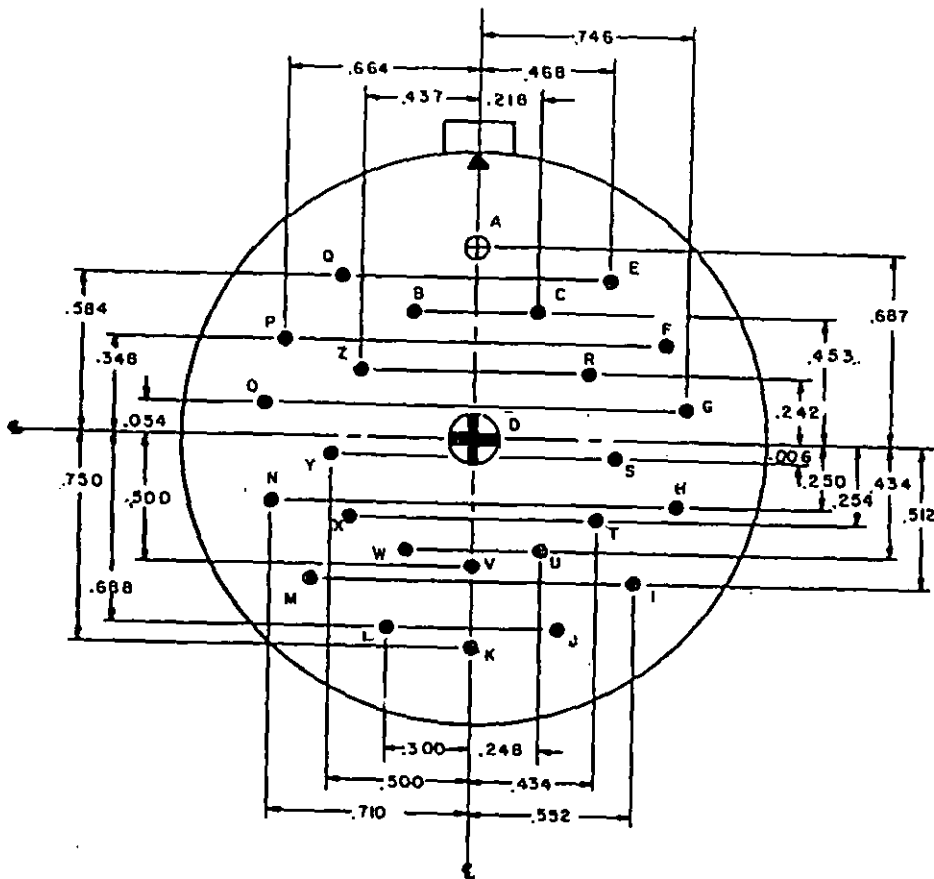 .746
.664 .468
.437 .218
A
Q E
B C
.584 .687
P F
.348 .453
Z R
O G
.242
.054 D
Y S .006
.750 .250 .434
.500 N H .254
.512
X T
W V U
M I
.688
L J
K
.300 .248
.500 .434
.710 .552